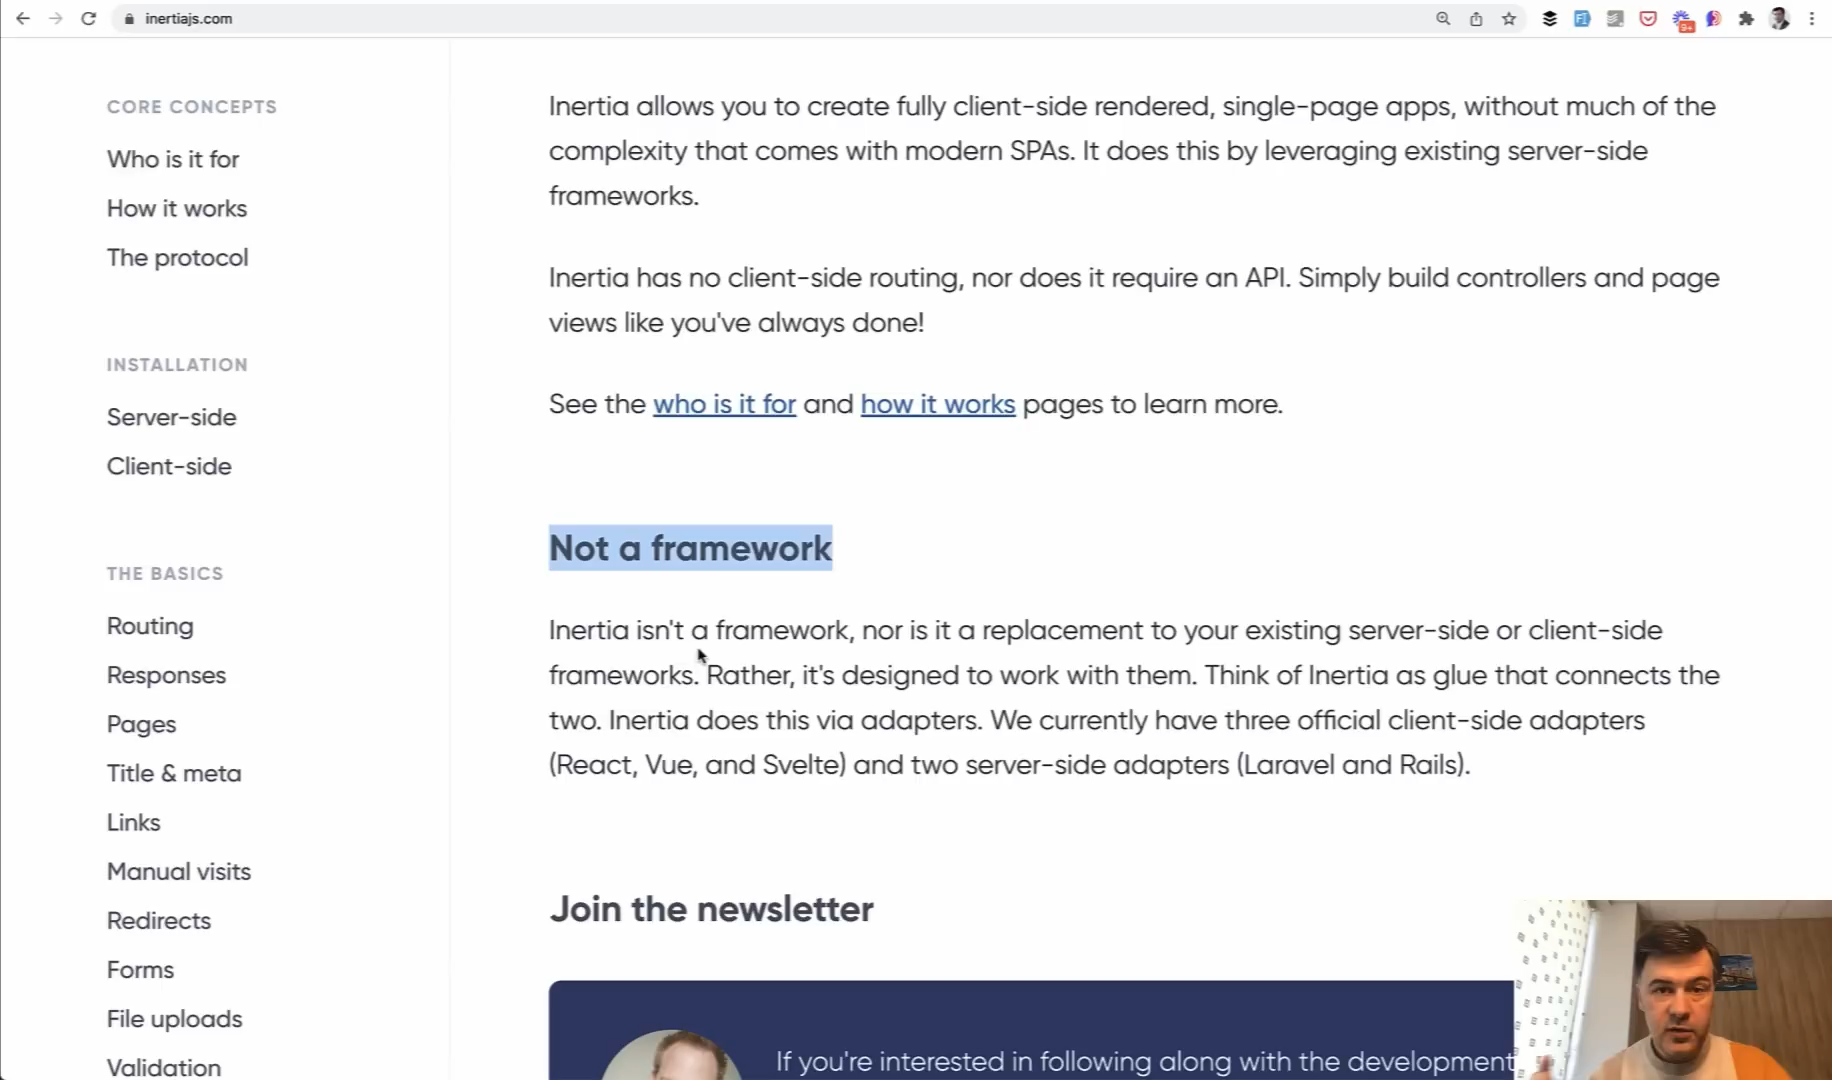 inertiajs.com
9+
CORE CONCEPTS
Who is it for
How it works
The protocol
INSTALLATION
Server-side
Client-side
THE BASICS
Routing
Responses
Pages
Title & meta
Links
Manual visits
Redirects
Forms
File uploads
Validation
Inertia allows you to create fully client-side rendered, single-page apps, without much of the
complexity that comes with modern SPAs. It does this by leveraging existing server-side
frameworks.
Inertia has no client-side routing, nor does it require an API. Simply build controllers and page
views like you've always done!
See the who is it for and how it works pages to learn more.
Not a framework
Inertia isn't a framework, nor is it a replacement to your existing server-side or client-side
frameworks. Rather, it's designed to work with them. Think of Inertia as glue that connects the
two. Inertia does this via adapters. We currently have three official client-side adapters
(React, Vue, and Svelte) and two server-side adapters (Laravel and Rails).
Join the newsletter
If you're interested in following along with the development